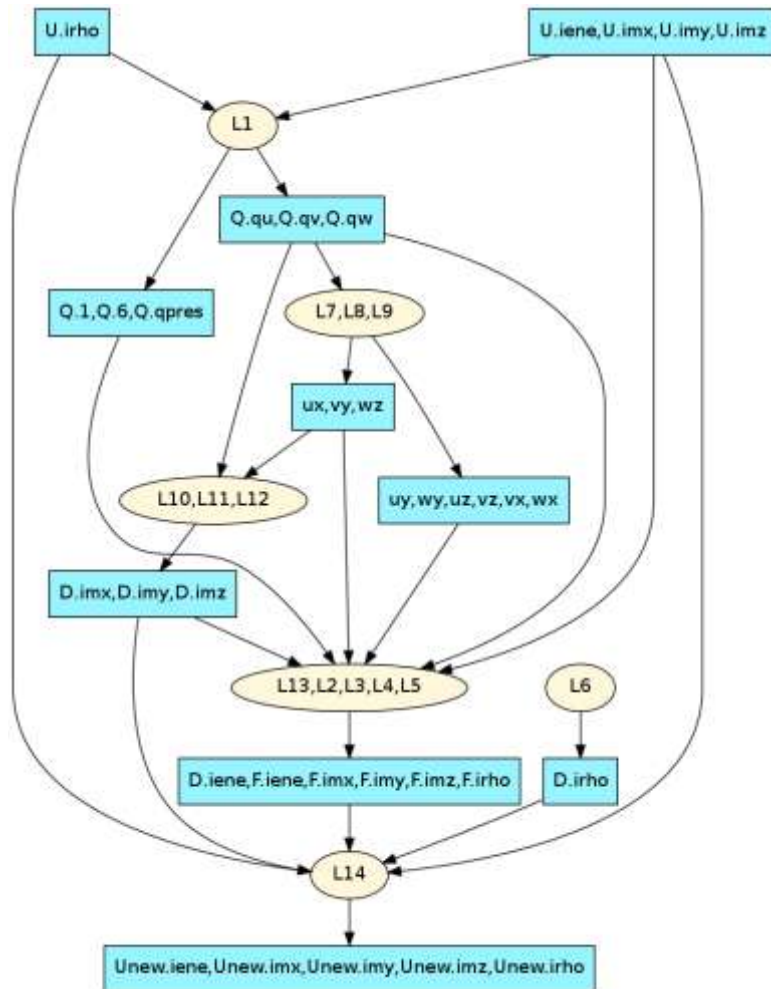 U.irho
U.iene,U.imx,U.imy,U.imz
L1
Q.qu,Q.qv,Q.qw
Q.1,Q.6,Q.qpres
L7,L8,L9
ux,vy,wz
L10,L11,L12
uy,wy,uz,vz,vx,wx
D.imx,D.imy,D.imz
L13,L2,L3,L4,L5
L6
D.iene,F.iene,F.imx,F.imy,F.imz,F.irho
D.irho
L14
Unew.iene,Unew.imx,Unew.imy,Unew.imz,Unew.irho